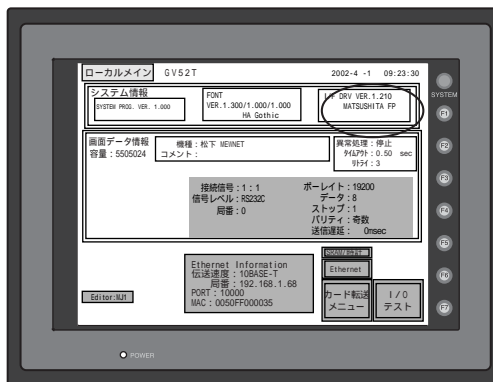 ローカルメイン GV52T 2002-4 -1 09:23:30
システム情報
SYSTEM PROG. VER. 1.000
FONT
VER.1.300/1.000/1.000
HA Gothic
I/F DRV VER.1.210
MATSUSHITA FP
画面データ情報
容量：5505024
機種：松下 MEWNET
コメント：
異常処理：停止
タイムアウト：0.50 sec
リトライ：3
接続信号：1：1
信号レベル：RS232C
局番：0
ボーレイト：19200
データ：8
ストップ：1
パリティ：奇数
送信遅延： 0msec
Ethernet Information
伝送速度：10BASE-T
局番：192.168.1.68
PORT：10000
MAC：0050FF000035
Ethernet
カード転送
メニュー
I/O
テスト
Editor:MJ1
SYSTEM
F1
F2
F3
F4
F5
F6
F7
POWER